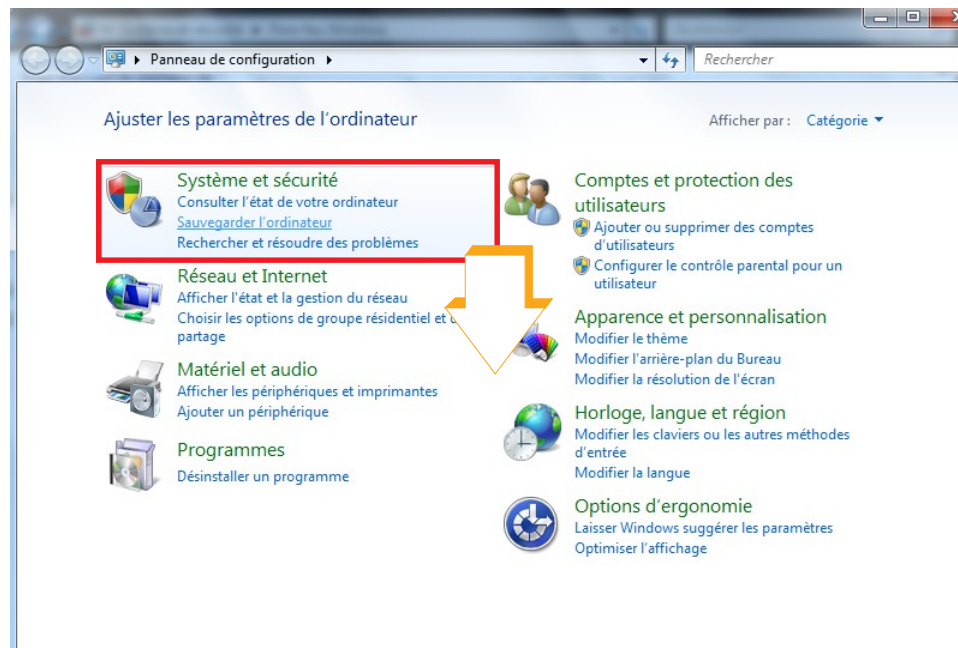 Panneau de configuration
Rechercher
Ajuster les paramètres de l'ordinateur
Afficher par :
Catégorie
Système et sécurité
Consulter l'état de votre ordinateur
Sauvegarder l'ordinateur
Rechercher et résoudre des problèmes
Réseau et Internet
Afficher l'état et la gestion du réseau
Choisir les options de groupe résidentiel et
partage
Matériel et audio
Afficher les périphériques et imprimantes
Ajouter un périphérique
Programmes
Désinstaller un programme
Comptes et protection des
utilisateurs
Ajouter ou supprimer des comptes
d'utilisateurs
Configurer le contrôle parental pour un
utilisateur
Apparence et personnalisation
Modifier le thème
Modifier l'arrière-plan du Bureau
Modifier la résolution de l'écran
Horloge, langue et région
Modifier les claviers ou les autres méthodes
d'entrée
Modifier la langue
Options d'ergonomie
Laisser Windows suggérer les paramètres
Optimiser l'affichage